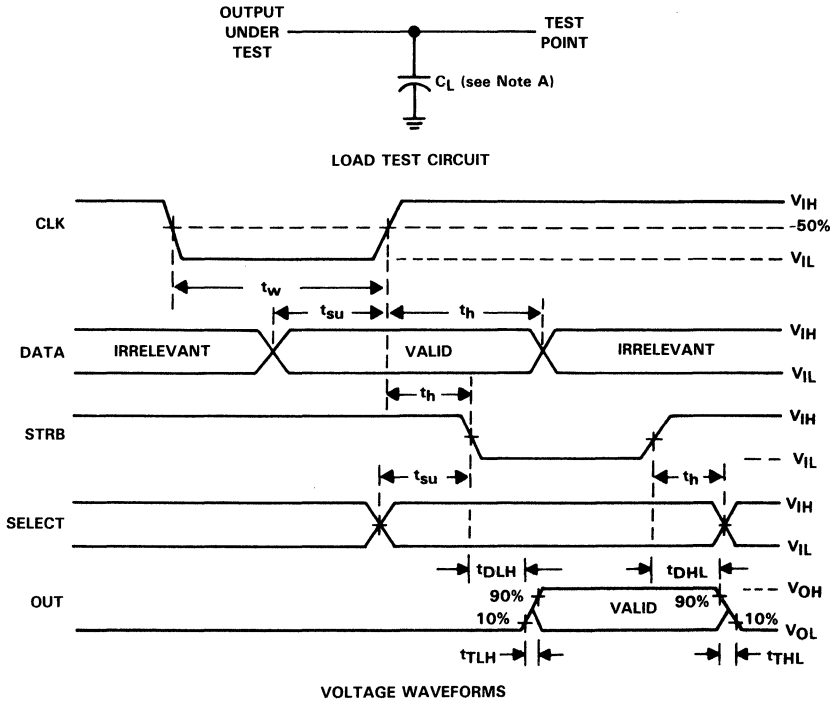 OUTPUT
UNDER
TEST
TEST
POINT
CL (see Note A)
LOAD TEST CIRCUIT
CLK
VIH
-50%
VIL
tw
tsu
th
DATA
IRRELEVANT
VALID
IRRELEVANT
VIH
VIL
th
STRB
VIH
VIL
tsu
th
SELECT
VIH
VIL
tDLH
tDHL
OUT
90%
10%
VALID
90%
10%
VOH
VOL
tTLH
tTHL
VOLTAGE WAVEFORMS